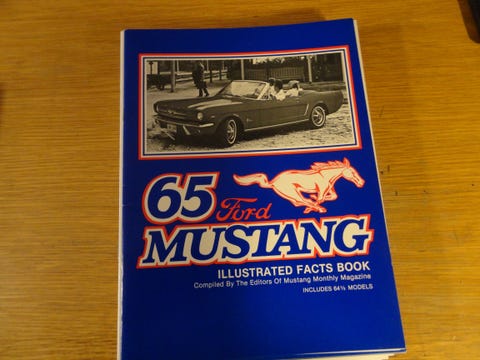 65 Ford
MUSTANG
ILLUSTRATED FACTS BOOK
Compiled By The Editors Of Mustang Monthly Magazine
INCLUDES 64½ MODELS